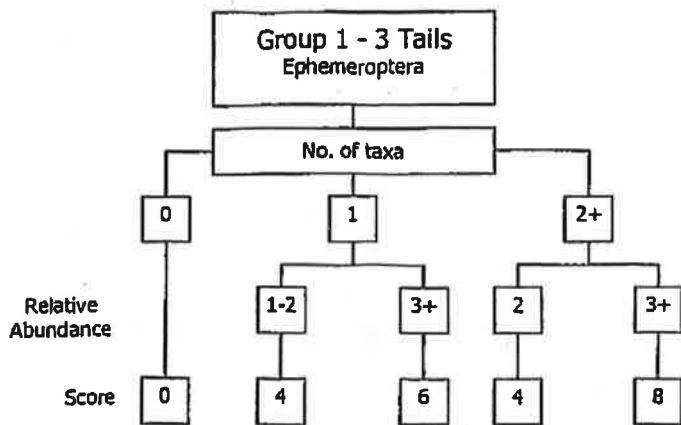 Group 1 - 3 Tails
Ephemeroptera
No. of taxa
0 1 2+
Relative
Abundance
1-2 3+ 2 3+
Score 0 4 6 4 8